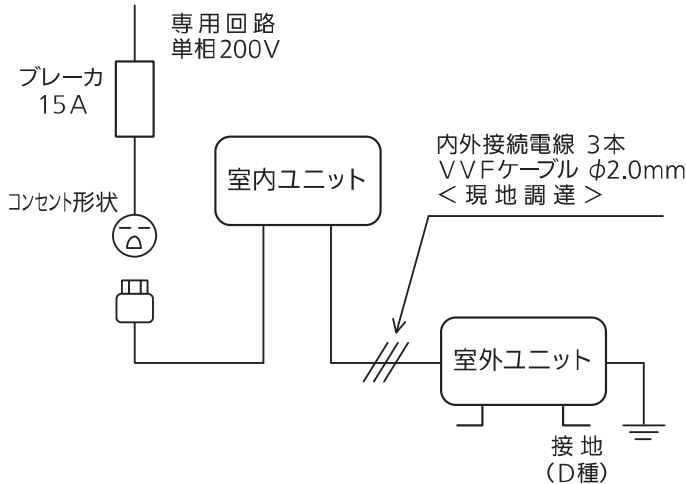 専用回路
単相200V
ブレーカ
15A
コンセント形状
室内ユニット
内外接続電線 3本
VVFケーブル φ2.0mm
＜現地調達＞
室外ユニット
接地
（D種）